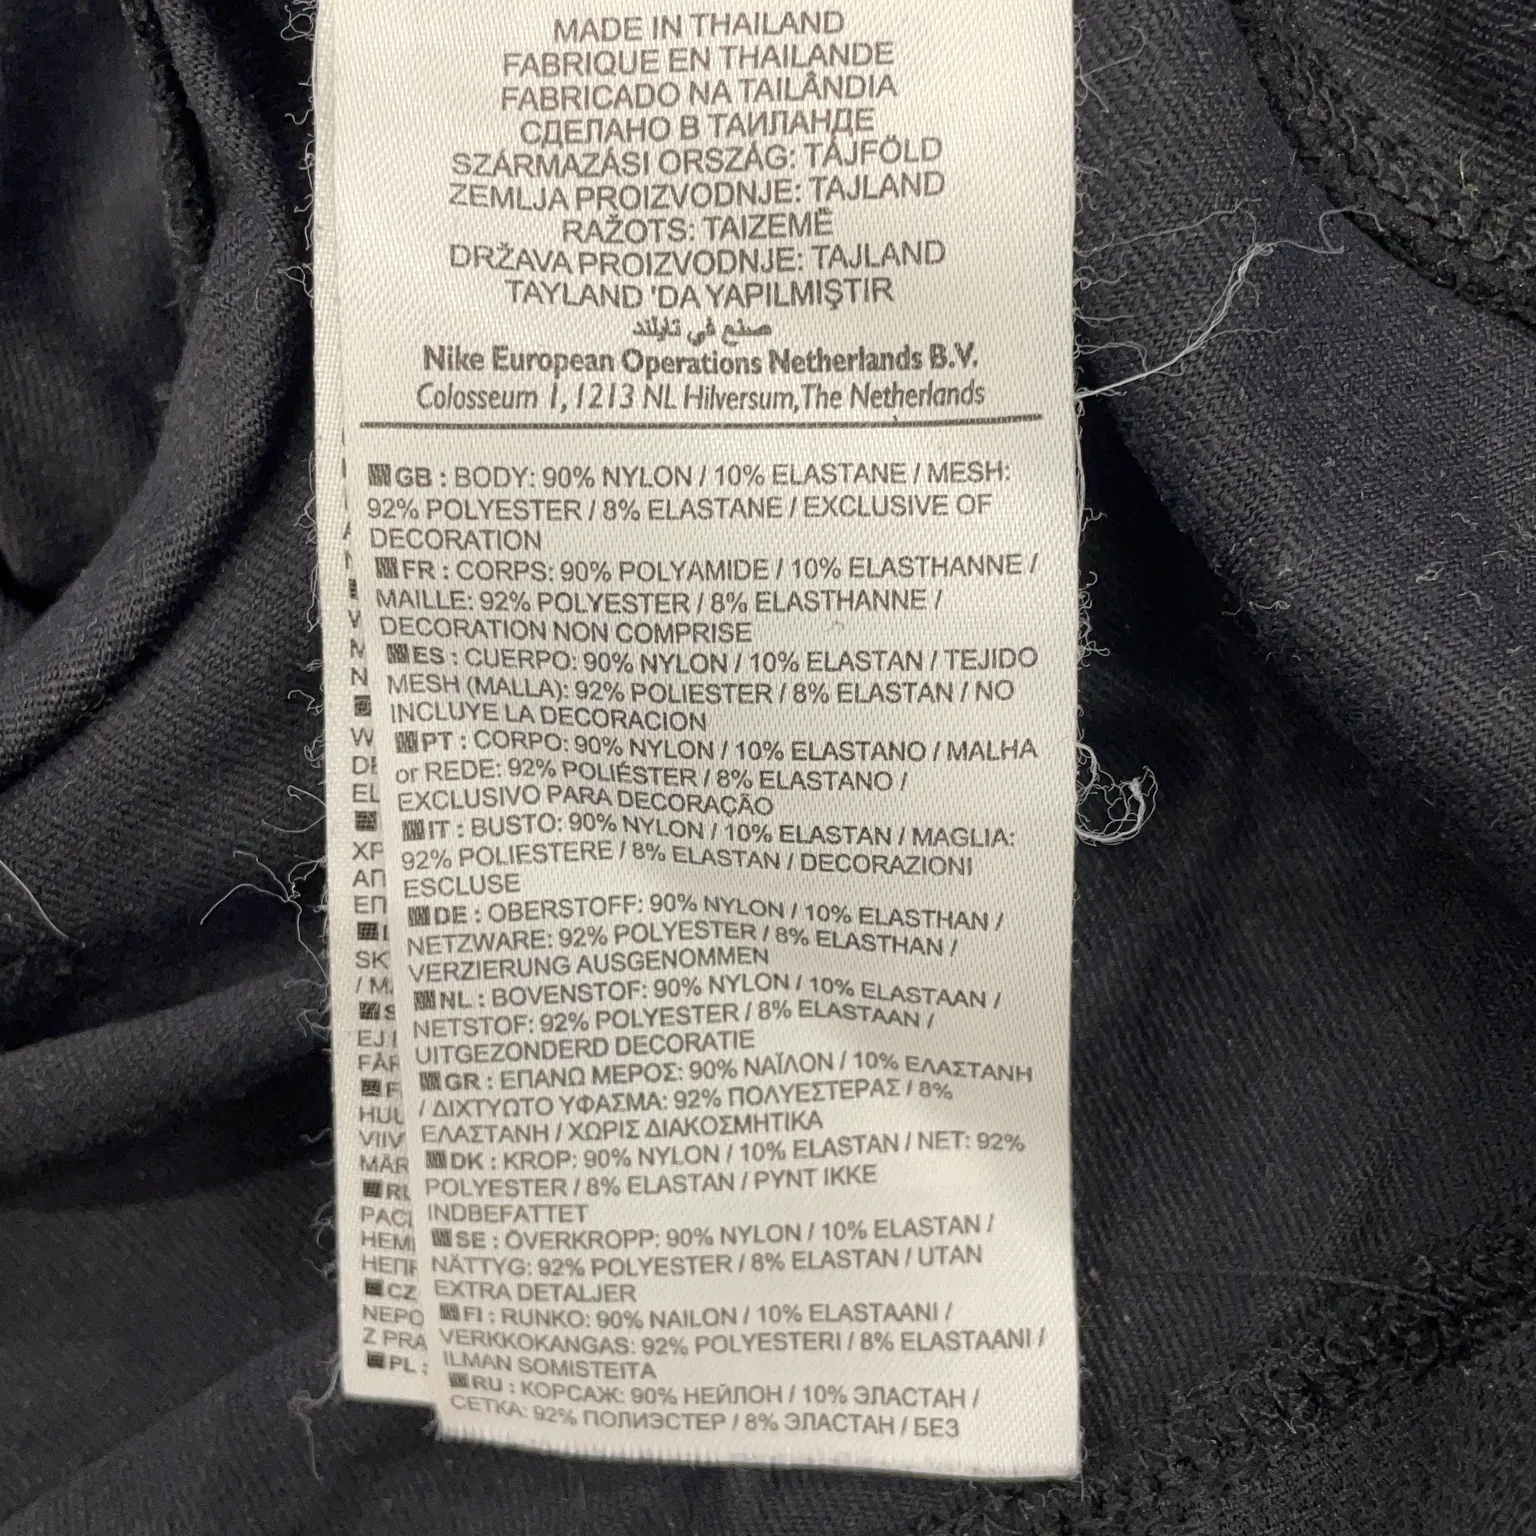 MADE IN THAILAND
FABRIQUE EN THAILANDE
FABRICADO NA TAILÂNDIA
СДЕЛАНО В ТАИЛАНДЕ
SZÁRMAZÁSI ORSZÁG: TÁJFÖLD
ZEMLJA PROIZVODNJE: TAJLAND
RAŽOTS: TAIZEMĒ
DRŽAVA PROIZVODNJE: TAJLAND
TAYLAND 'DA YAPILMIŞTIR
صنع في تايلند
Nike European Operations Netherlands B.V.
Colosseum 1, 1213 NL Hilversum, The Netherlands
GB : BODY: 90% NYLON / 10% ELASTANE / MESH:
92% POLYESTER / 8% ELASTANE / EXCLUSIVE OF
DECORATION
FR : CORPS: 90% POLYAMIDE / 10% ELASTHANNE /
MAILLE: 92% POLYESTER / 8% ELASTHANNE /
DECORATION NON COMPRISE
ES : CUERPO: 90% NYLON / 10% ELASTAN / TEJIDO
MESH (MALLA): 92% POLIESTER / 8% ELASTAN / NO
INCLUYE LA DECORACION
PT : CORPO: 90% NYLON / 10% ELASTANO / MALHA
or REDE: 92% POLIÉSTER / 8% ELASTANO /
EXCLUSIVO PARA DECORAÇÃO
IT : BUSTO: 90% NYLON / 10% ELASTAN / MAGLIA:
92% POLIESTERE / 8% ELASTAN / DECORAZIONI
ESCLUSE
DE : OBERSTOFF: 90% NYLON / 10% ELASTHAN /
NETZWARE: 92% POLYESTER / 8% ELASTHAN /
VERZIERUNG AUSGENOMMEN
NL : BOVENSTOF: 90% NYLON / 10% ELASTAAN /
NETSTOF: 92% POLYESTER / 8% ELASTAAN /
UITGEZONDERD DECORATIE
GR : ΕΠΑΝΩ ΜΕΡΟΣ: 90% ΝΑΪΛΟΝ / 10% ΕΛΑΣΤΑΝΗ
/ ΔΙΧΤΥΩΤΟ ΥΦΑΣΜΑ: 92% ΠΟΛΥΕΣΤΕΡΑΣ / 8%
ΕΛΑΣΤΑΝΗ / ΧΩΡΙΣ ΔΙΑΚΟΣΜΗΤΙΚΑ
DK : KROP: 90% NYLON / 10% ELASTAN / NET: 92%
POLYESTER / 8% ELASTAN / PYNT IKKE
INDBEFATTET
SE : ÖVERKROPP: 90% NYLON / 10% ELASTAN /
NÄTTYG: 92% POLYESTER / 8% ELASTAN / UTAN
EXTRA DETALJER
FI : RUNKO: 90% NAILON / 10% ELASTAANI /
VERKKOKANGAS: 92% POLYESTERI / 8% ELASTAANI /
ILMAN SOMISTEITA
RU : КОРСАЖ: 90% НЕЙЛОН / 10% ЭЛАСТАН /
СЕТКА: 92% ПОЛИЭСТЕР / 8% ЭЛАСТАН / БЕЗ